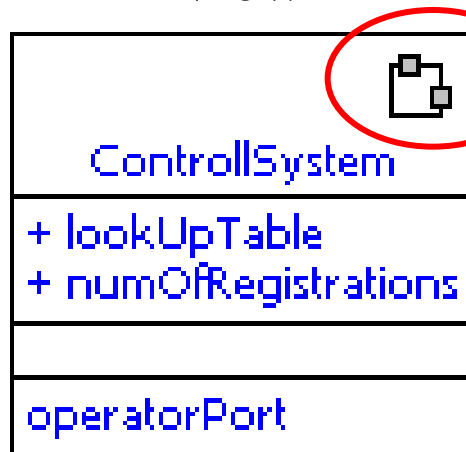 ControllSystem
+ lookUpTable
+ numOfRegistrations
operatorPort